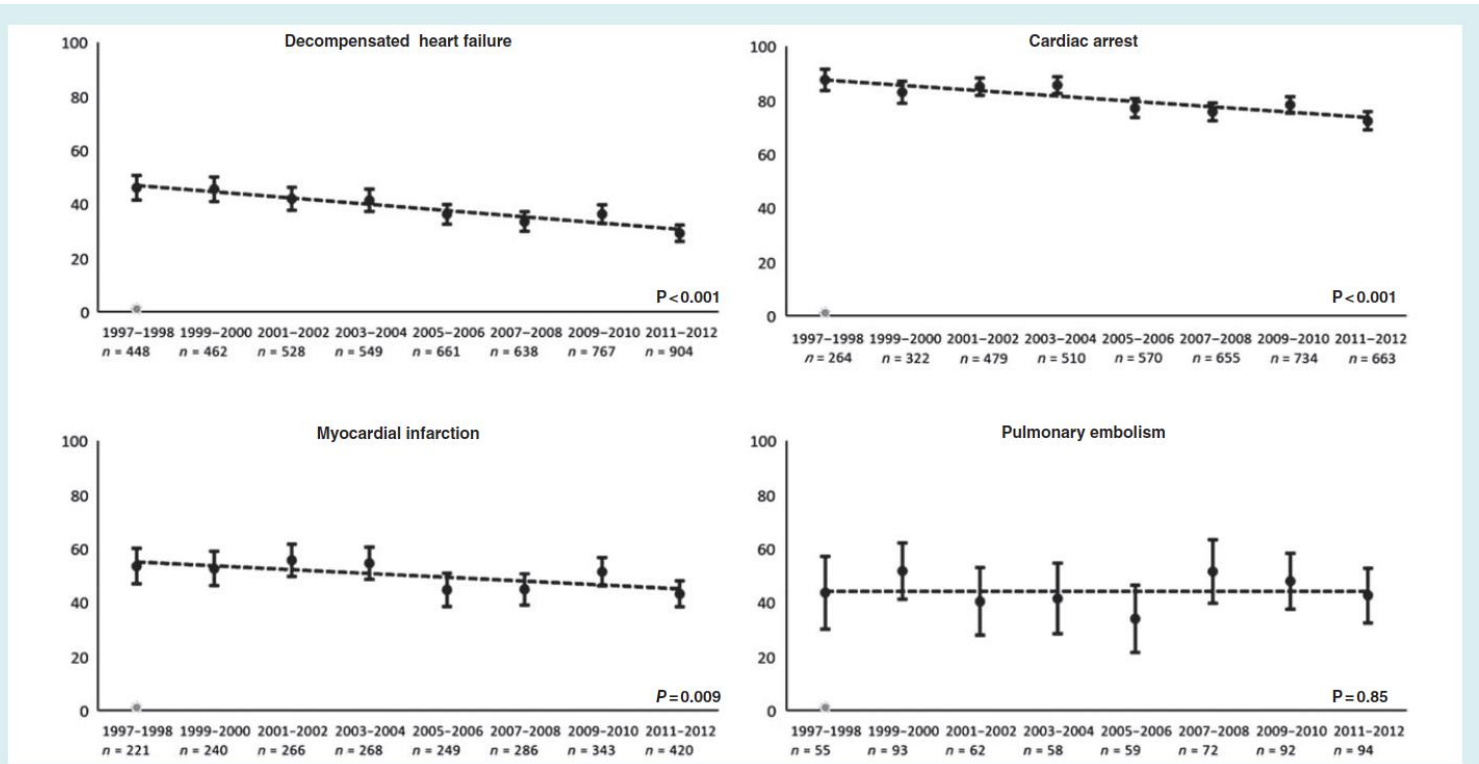 Decompensated heart failure
100
80
60
40
20
0
P<0.001
1997–1998 1999–2000 2001–2002 2003–2004 2005–2006 2007–2008 2009–2010 2011–2012
n = 448 n = 462 n = 528 n = 549 n = 661 n = 638 n = 767 n = 904
Cardiac arrest
100
80
60
40
20
0
P<0.001
1997–1998 1999–2000 2001–2002 2003–2004 2005–2006 2007–2008 2009–2010 2011–2012
n = 264 n = 322 n = 479 n = 510 n = 570 n = 655 n = 734 n = 663
Myocardial infarction
100
80
60
40
20
0
P=0.009
1997–1998 1999–2000 2001–2002 2003–2004 2005–2006 2007–2008 2009–2010 2011–2012
n = 221 n = 240 n = 266 n = 268 n = 249 n = 286 n = 343 n = 420
Pulmonary embolism
100
80
60
40
20
0
P=0.85
1997–1998 1999–2000 2001–2002 2003–2004 2005–2006 2007–2008 2009–2010 2011–2012
n = 55 n = 93 n = 62 n = 58 n = 59 n = 72 n = 92 n = 94